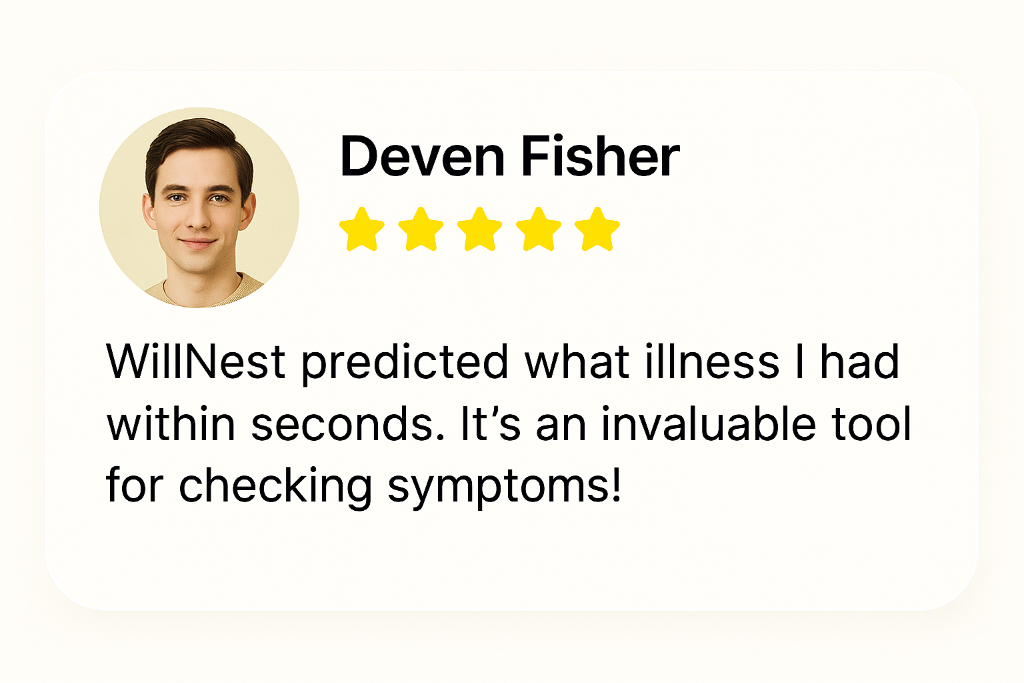 Deven Fisher
WillNest predicted what illness I had
within seconds. It’s an invaluable tool
for checking symptoms!